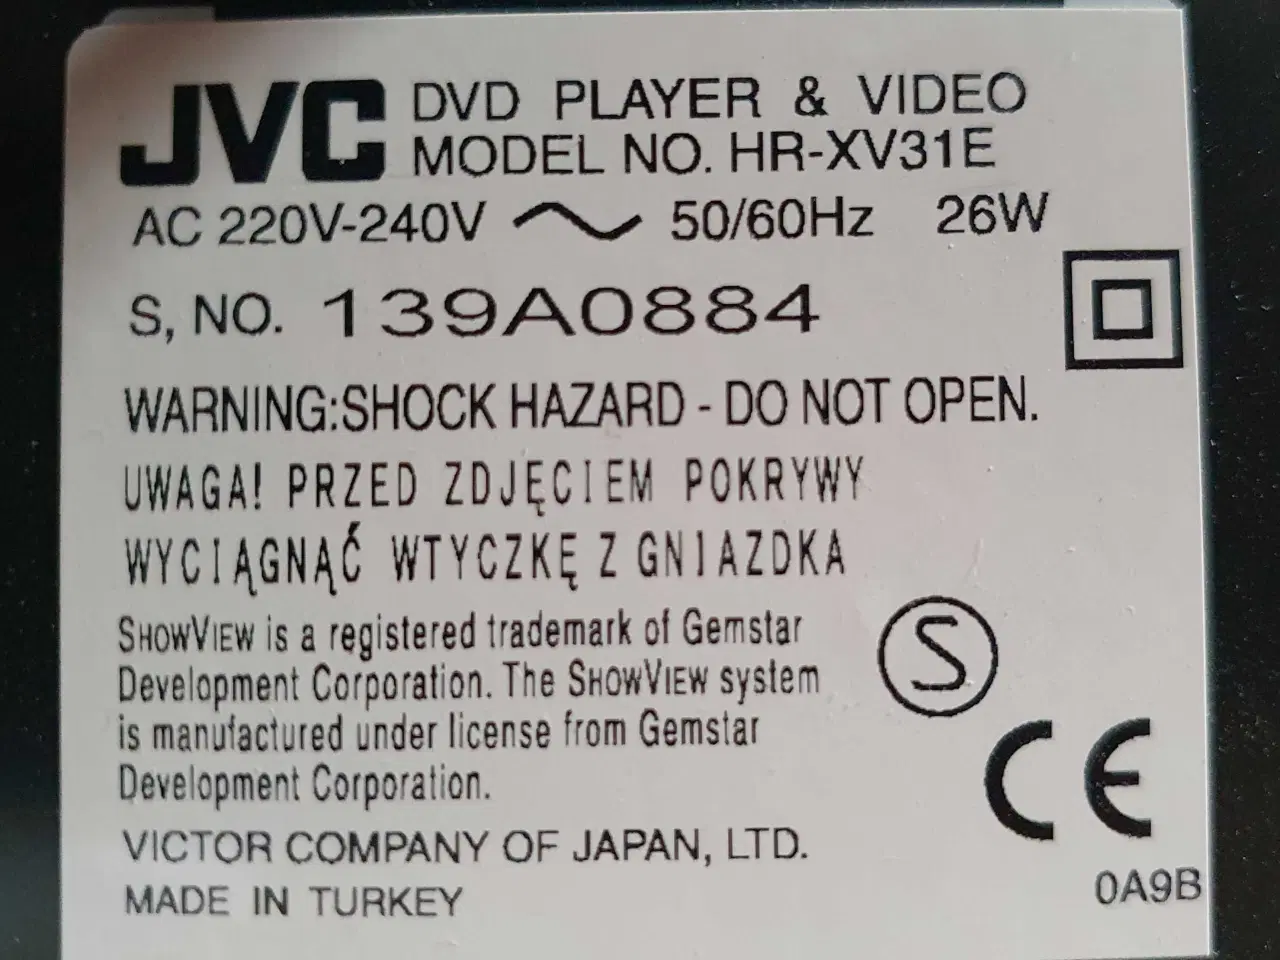 JVC DVD PLAYER & VIDEO
MODEL NO. HR-XV31E
AC 220V-240V ~ 50/60Hz 26W
S, NO. 139A0884
WARNING:SHOCK HAZARD - DO NOT OPEN.
UWAGA! PRZED ZDJĘCIEM POKRYWY
WYCIĄGNĄĆ WTYCZKĘ Z GNIAZDKA
SHOWVIEW is a registered trademark of Gemstar
Development Corporation. The SHOWVIEW system
is manufactured under license from Gemstar
Development Corporation.
S
CE
VICTOR COMPANY OF JAPAN, LTD.
MADE IN TURKEY
0A9B